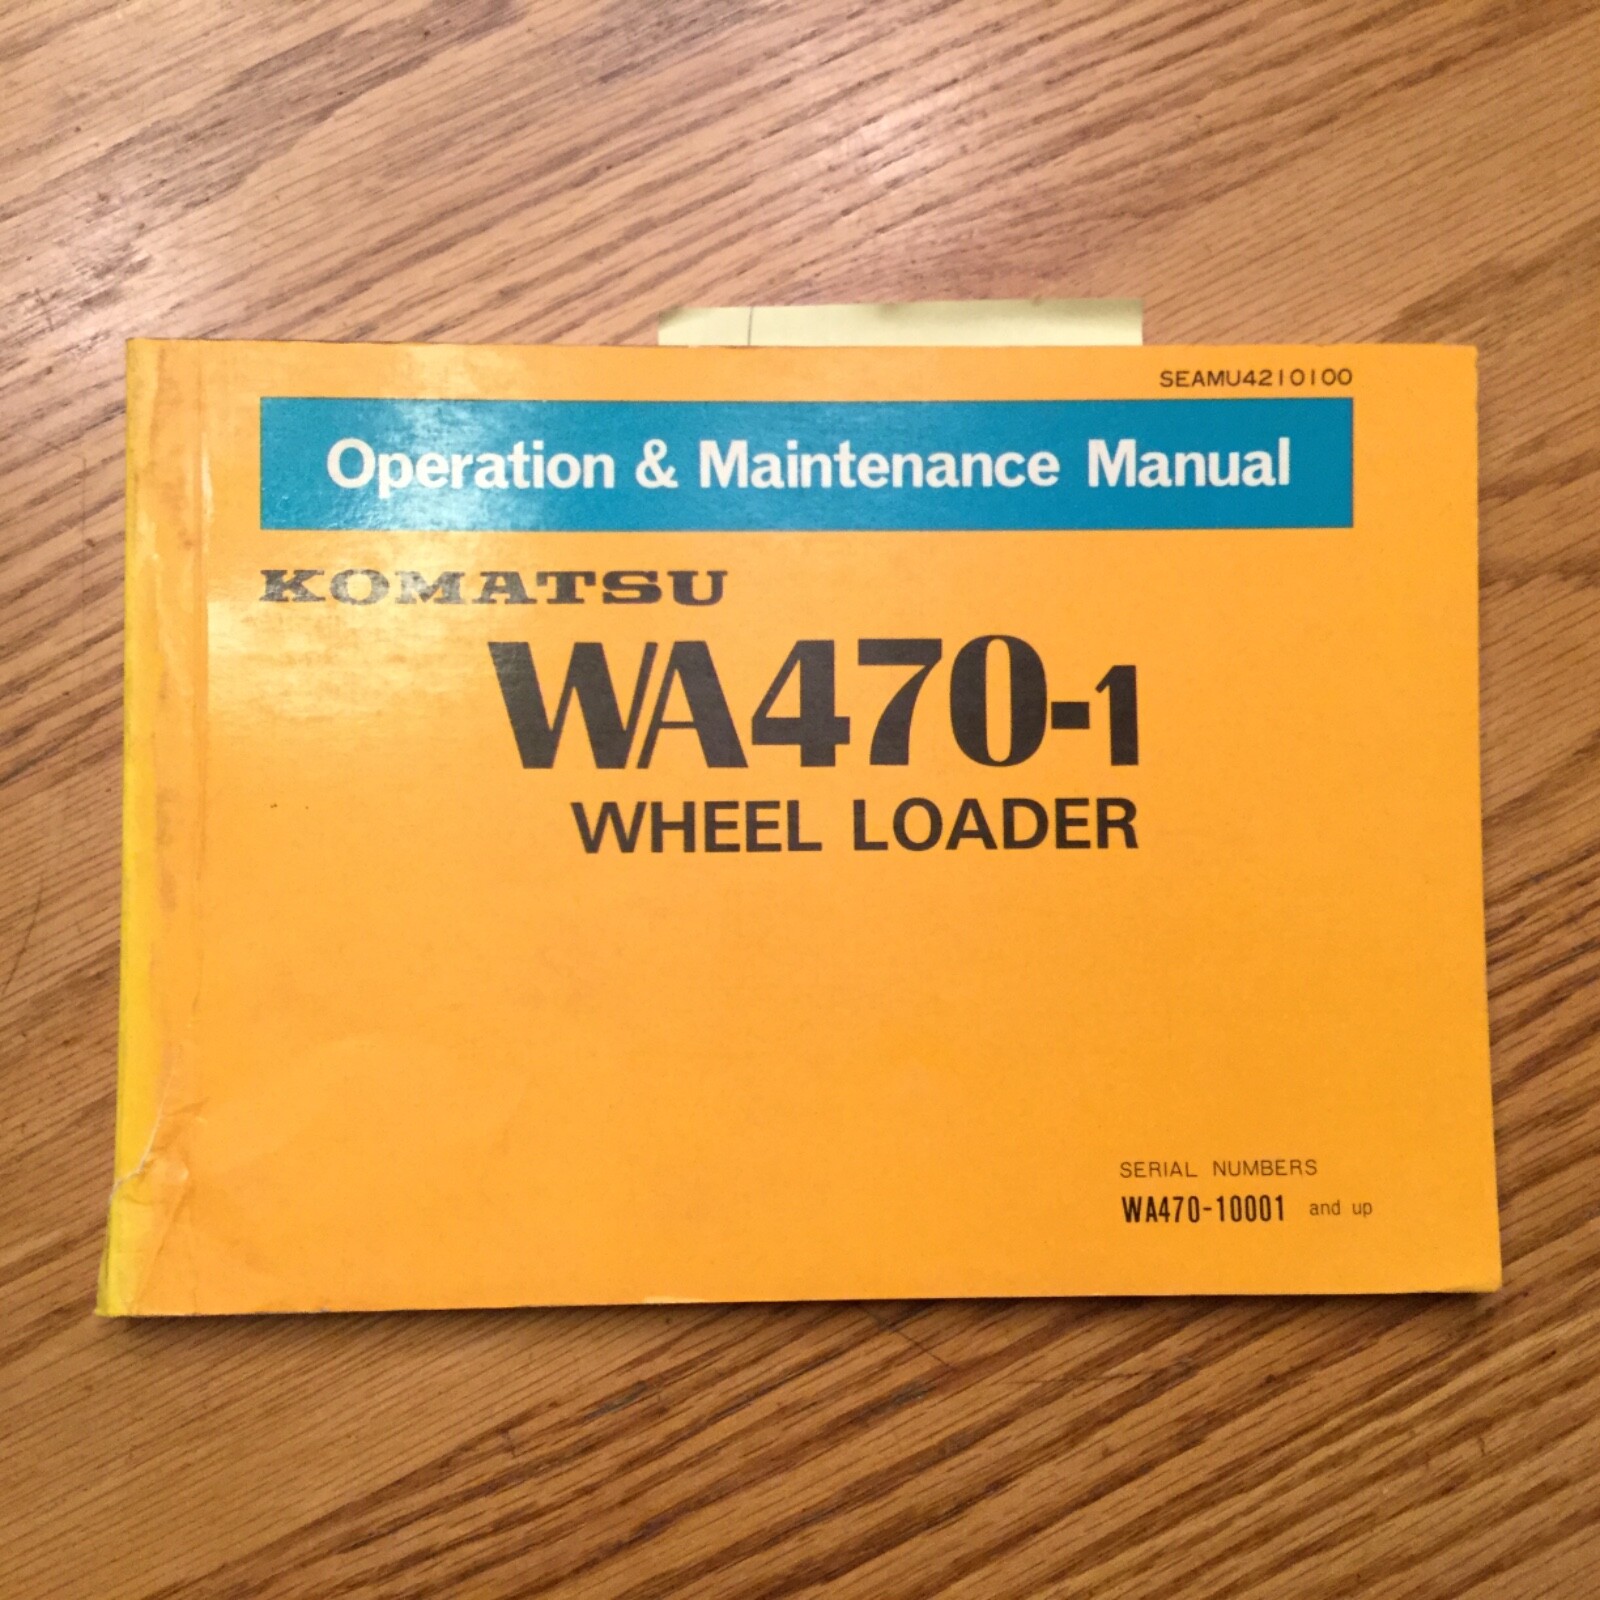 SEAMU4210100
Operation & Maintenance Manual
KOMATSU
WA470-1
WHEEL LOADER
SERIAL NUMBERS
WA470-10001 and up